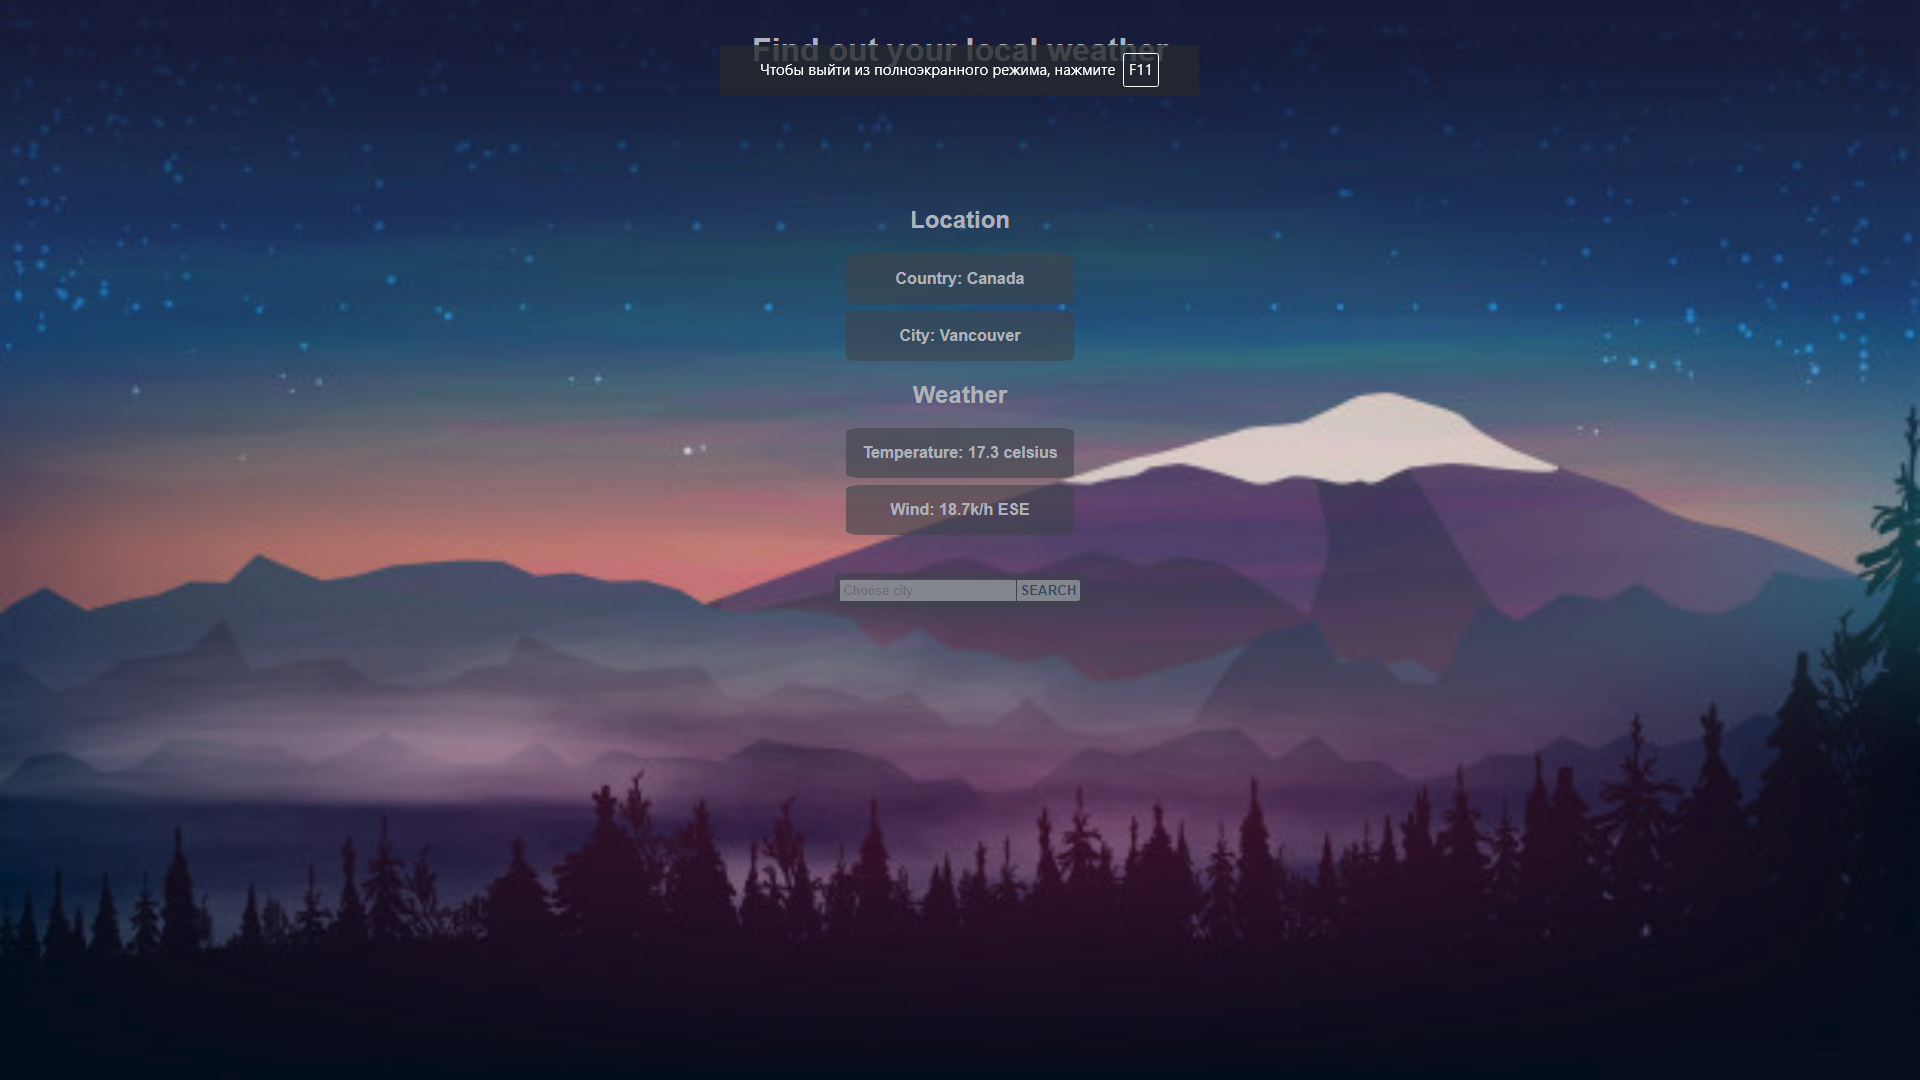 Find out your local weather
Чтобы выйти из полноэкранного режима, нажмите F11
Location
Country: Canada
City: Vancouver
Weather
Temperature: 17.3 celsius
Wind: 18.7k/h ESE
Choose city SEARCH